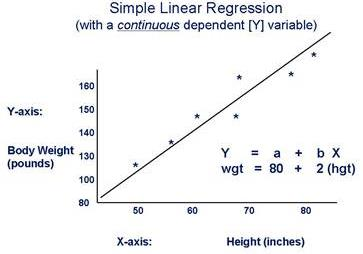 Simple Linear Regression
(with a continuous dependent [Y] variable)
Y-axis:
Body Weight
(pounds)
160
150
140
130
100
80
Y = a + b X
wgt = 80 + 2 (hgt)
50 60 70 80
X-axis: Height (inches)